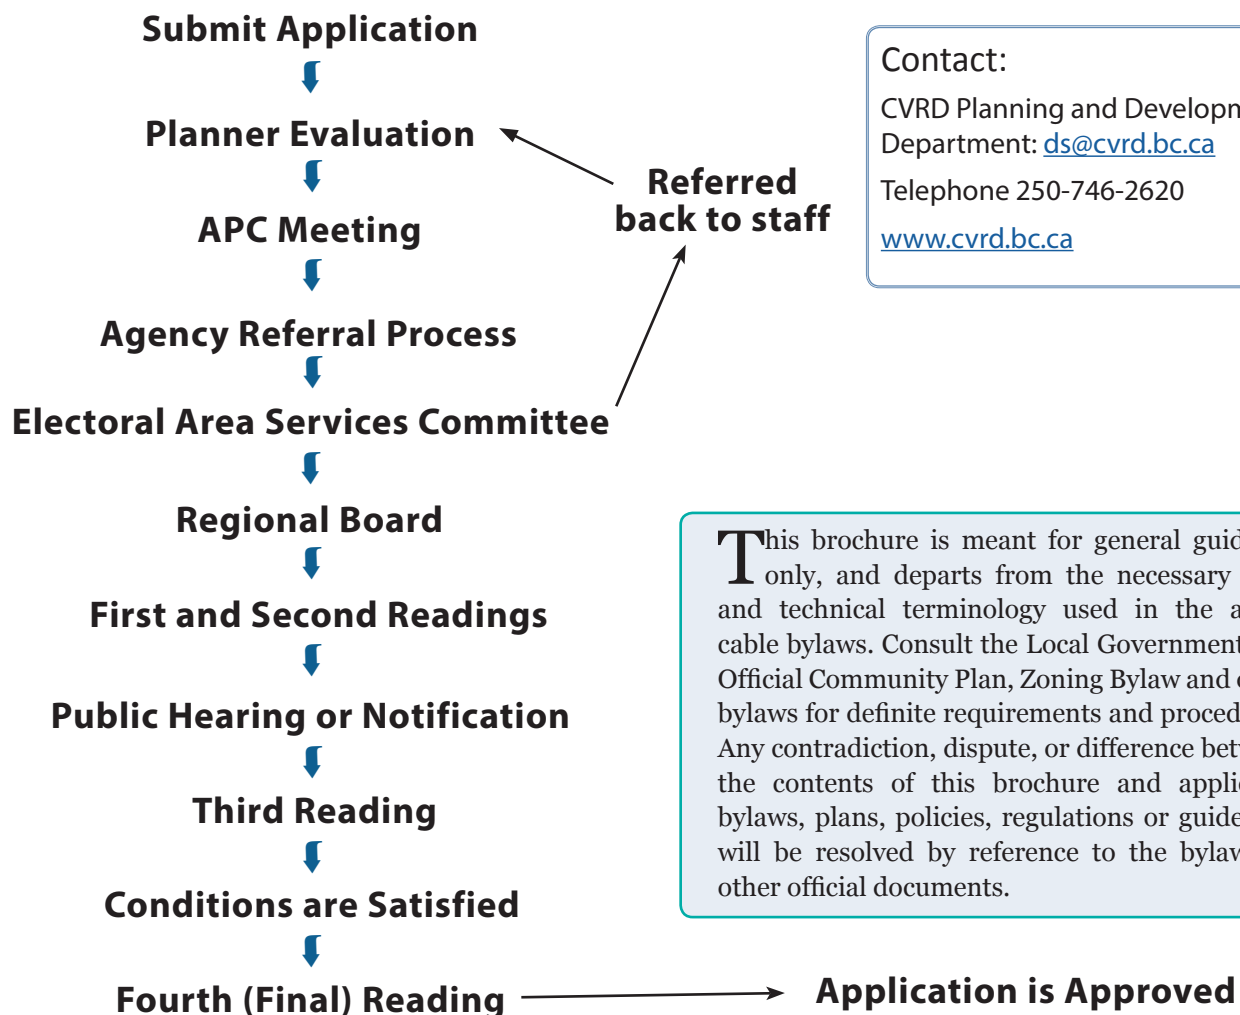 Submit Application
Planner Evaluation
Referred
back to staff
APC Meeting
Agency Referral Process
Electoral Area Services Committee
Regional Board
First and Second Readings
Public Hearing or Notification
Third Reading
Conditions are Satisfied
Fourth (Final) Reading
Application is Approved
Contact:
CVRD Planning and Developm
Department: ds@cvrd.bc.ca
Telephone 250-746-2620
www.cvrd.bc.ca
This brochure is meant for general guid
only, and departs from the necessary
and technical terminology used in the a
cable bylaws. Consult the Local Government
Official Community Plan, Zoning Bylaw and
bylaws for definite requirements and proced
Any contradiction, dispute, or difference betw
the contents of this brochure and applic
bylaws, plans, policies, regulations or guide
will be resolved by reference to the bylaw
other official documents.